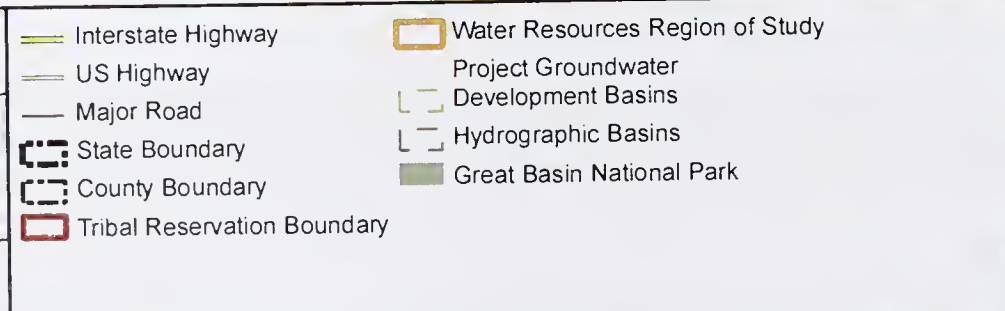 Interstate Highway
US Highway
Major Road
State Boundary
County Boundary
Tribal Reservation Boundary
Water Resources Region of Study
Project Groundwater
Development Basins
Hydrographic Basins
Great Basin National Park